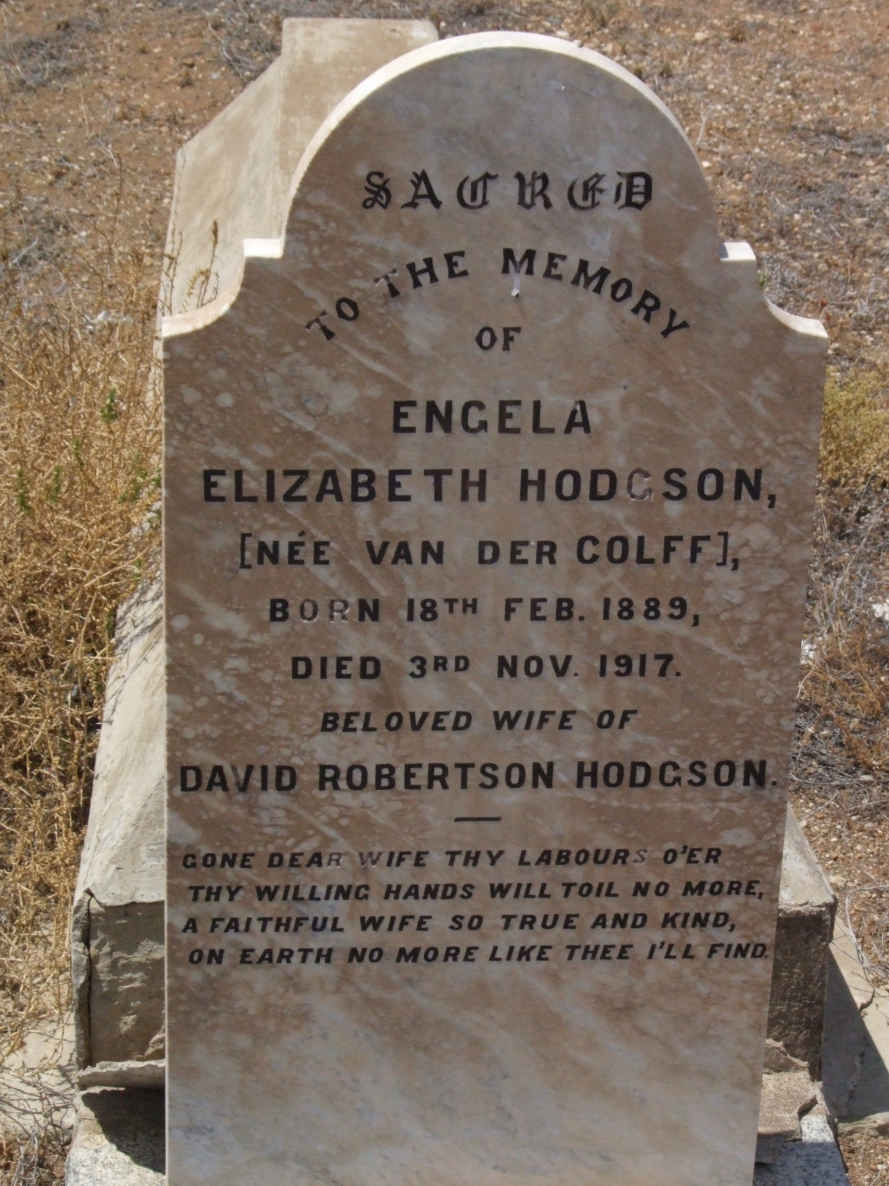 SACRED
TO THE MEMORY
OF
ENGELA
ELIZABETH HODGSON,
[NÉE VAN DER COLFF],
BORN 18TH FEB. 1889,
DIED 3RD NOV. 1917.
BELOVED WIFE OF
DAVID ROBERTSON HODGSON.
GONE DEAR WIFE THY LABOURS O'ER
THY WILLING HANDS WILL TOIL NO MORE,
A FAITHFUL WIFE SO TRUE AND KIND,
ON EARTH NO MORE LIKE THEE I'LL FIND.